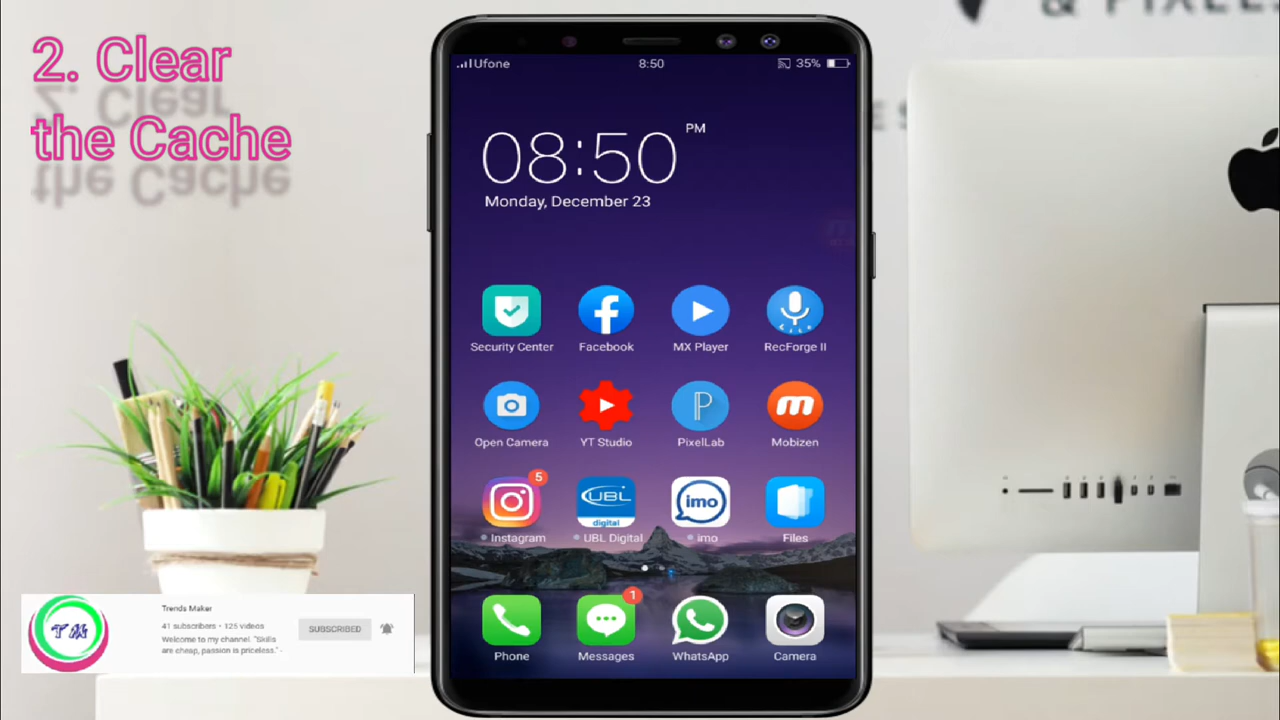 2. Clear
the Cache
& PIXELS
Ufone
8:50
35%
08:50
PM
Monday, December 23
Security Center
Facebook
MX Player
RecForge II
Open Camera
YT Studio
PixelLab
Mobizen
5
UBL
digital
imo
Instagram
UBL Digital
imo
Files
1
Phone
Messages
WhatsApp
Camera
TM
Trends Maker
41 subscribers • 125 videos
Welcome to my channel. "Skills
are cheap, passion is priceless." -
SUBSCRIBED